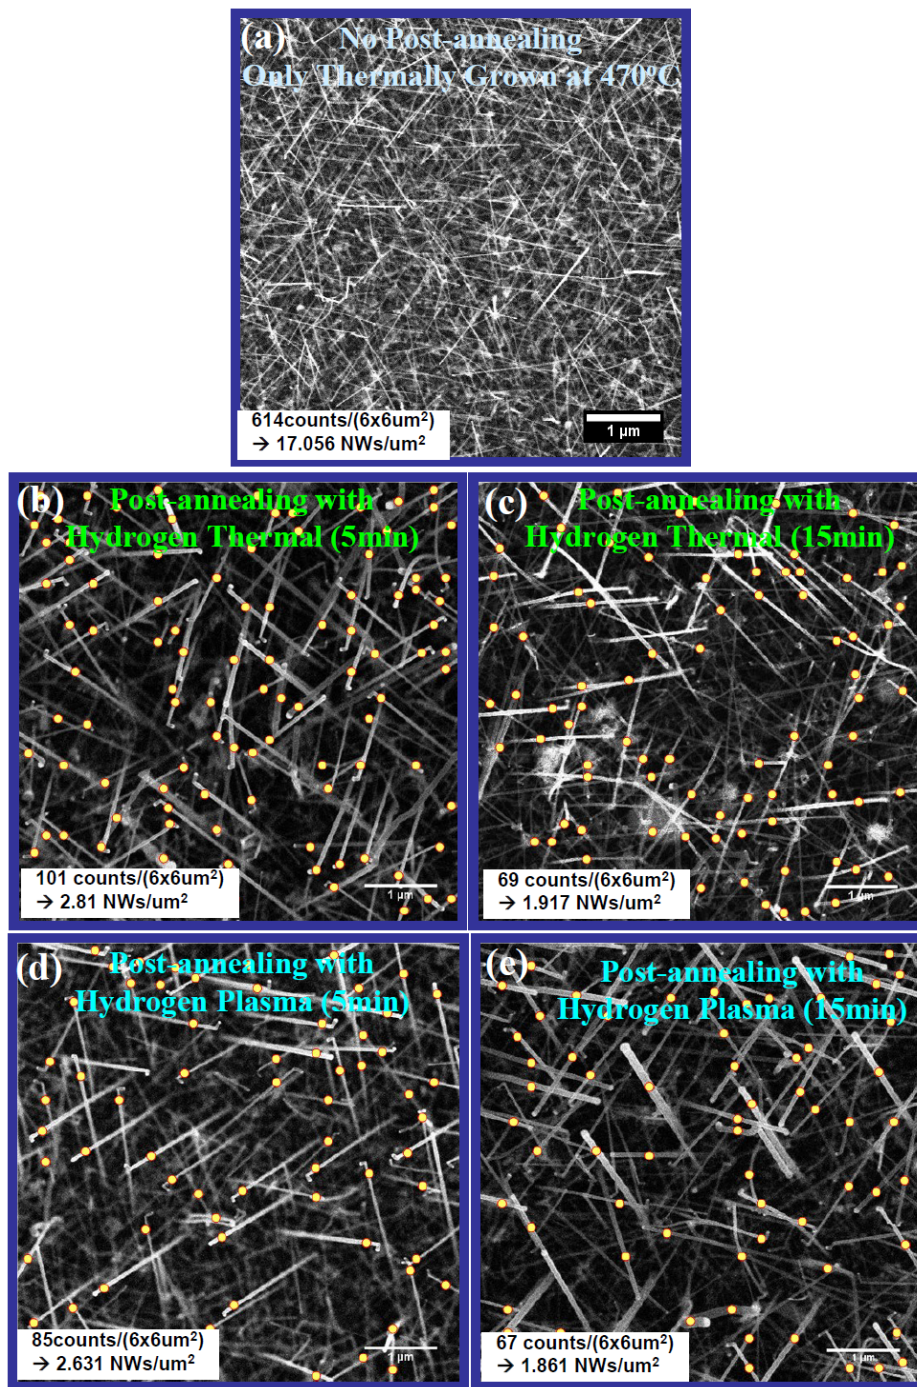 (a)
No Post-annealing
Only Thermally Grown at 470⁰C
614counts/(6x6um²)
→ 17.056 NWs/um²
1 µm
(b)
Post-annealing with
Hydrogen Thermal (5min)
101 counts/(6x6um²)
→ 2.81 NWs/um²
1 µm
(c)
Post-annealing with
Hydrogen Thermal (15min)
69 counts/(6x6um²)
→ 1.917 NWs/um²
1 µm
(d)
Post-annealing with
Hydrogen Plasma (5min)
85counts/(6x6um²)
→ 2.631 NWs/um²
1 µm
(e)
Post-annealing with
Hydrogen Plasma (15min)
67 counts/(6x6um²)
→ 1.861 NWs/um²
1 µm